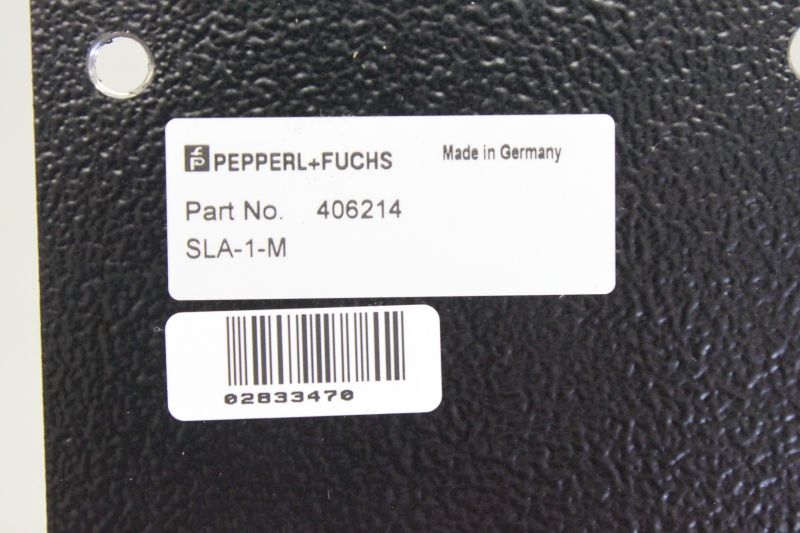 PEPPERL+FUCHS Made in Germany
Part No. 406214
SLA-1-M
02833470